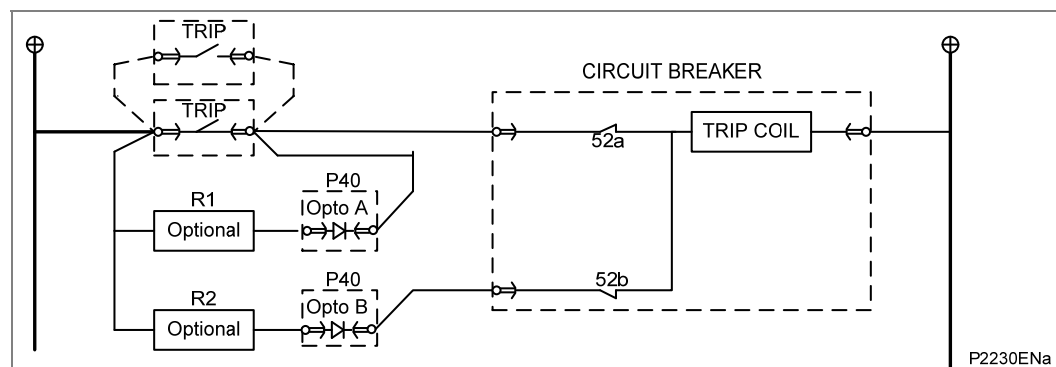 TRIP
CIRCUIT BREAKER
TRIP
52a
TRIP COIL
R1
Optional
P40
Opto A
52b
R2
Optional
P40
Opto B
P2230ENa